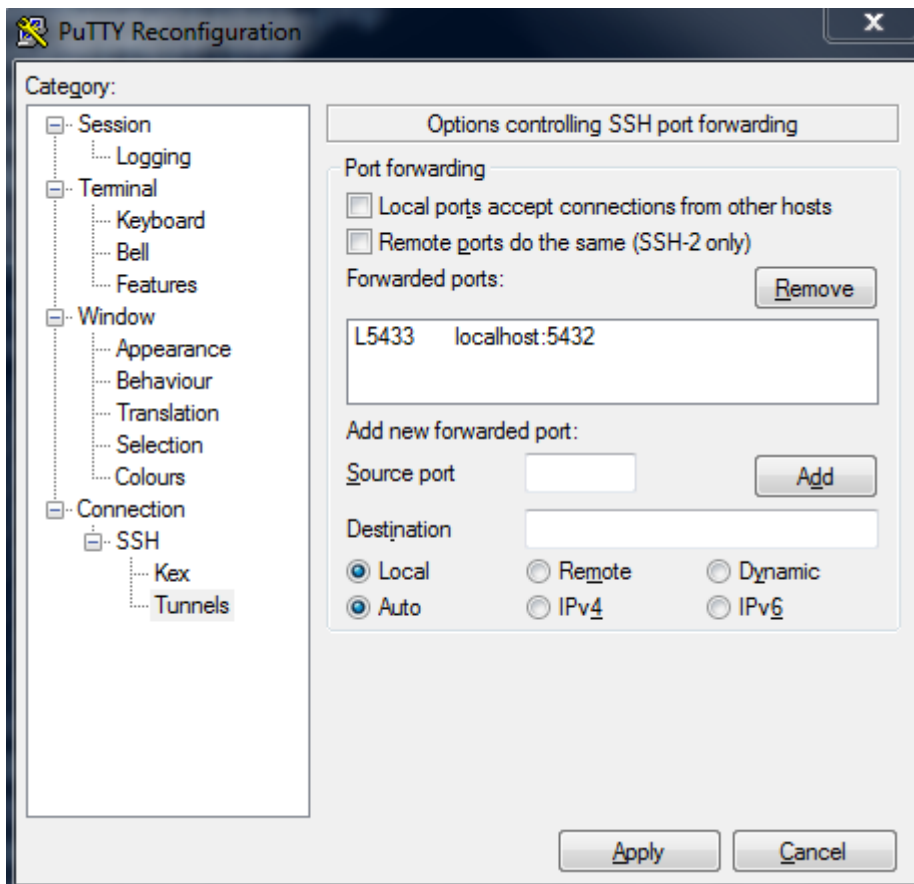 PuTTY Reconfiguration
x
Category:
Session
Logging
Terminal
Keyboard
Bell
Features
Window
Appearance
Behaviour
Translation
Selection
Colours
Connection
SSH
Kex
Tunnels
Options controlling SSH port forwarding
Port forwarding
Local ports accept connections from other hosts
Remote ports do the same (SSH-2 only)
Forwarded ports:
Remove
L5433 localhost:5432
Add new forwarded port:
Source port
Add
Destination
Local Remote Dynamic
Auto IPv4 IPv6
Apply Cancel